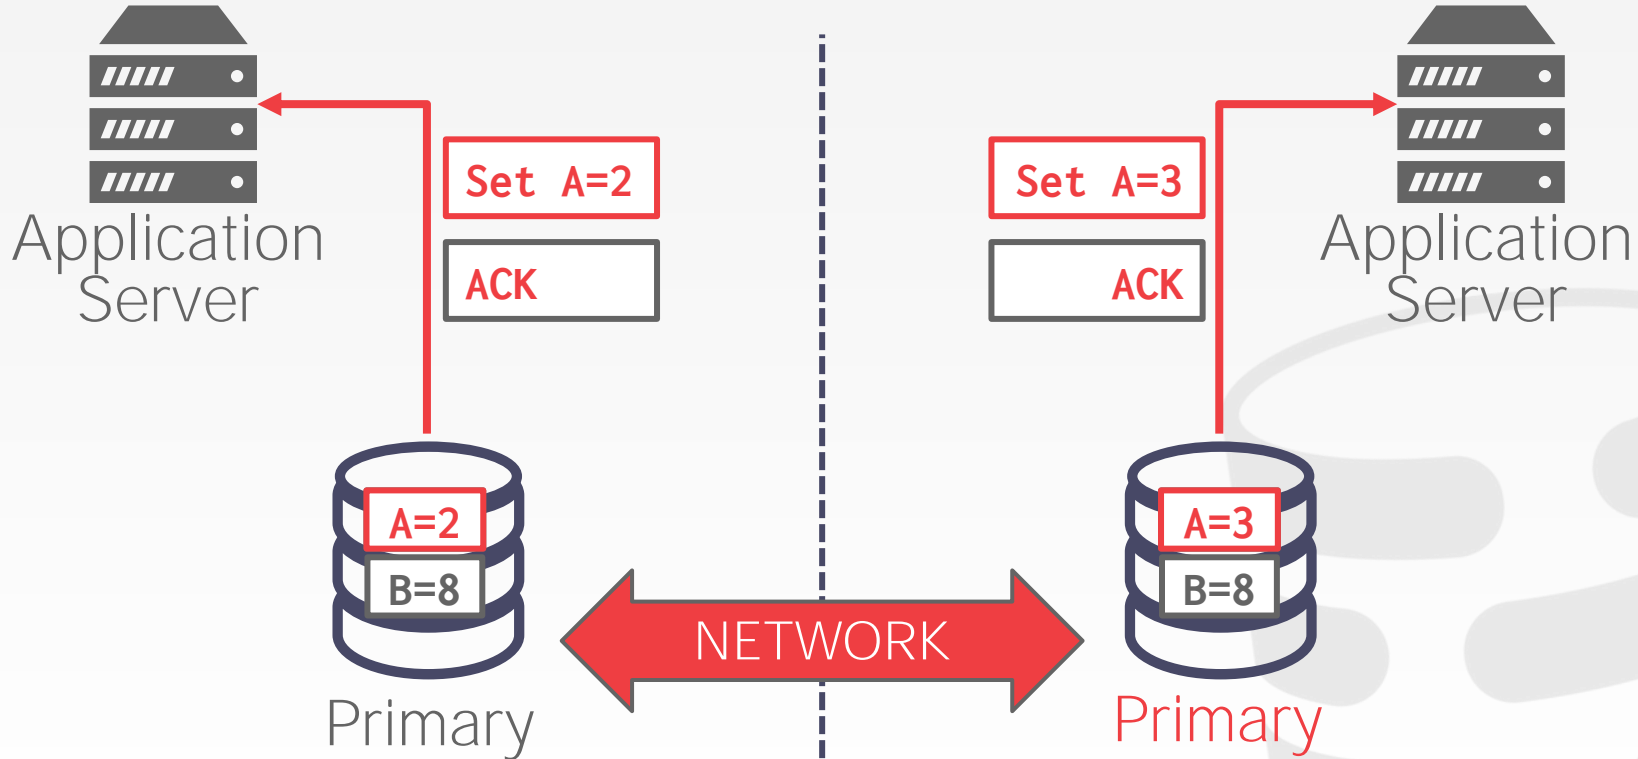 Set A=2
ACK
Application
Server
A=2
B=8
Primary
NETWORK
Set A=3
ACK
Application
Server
A=3
B=8
Primary